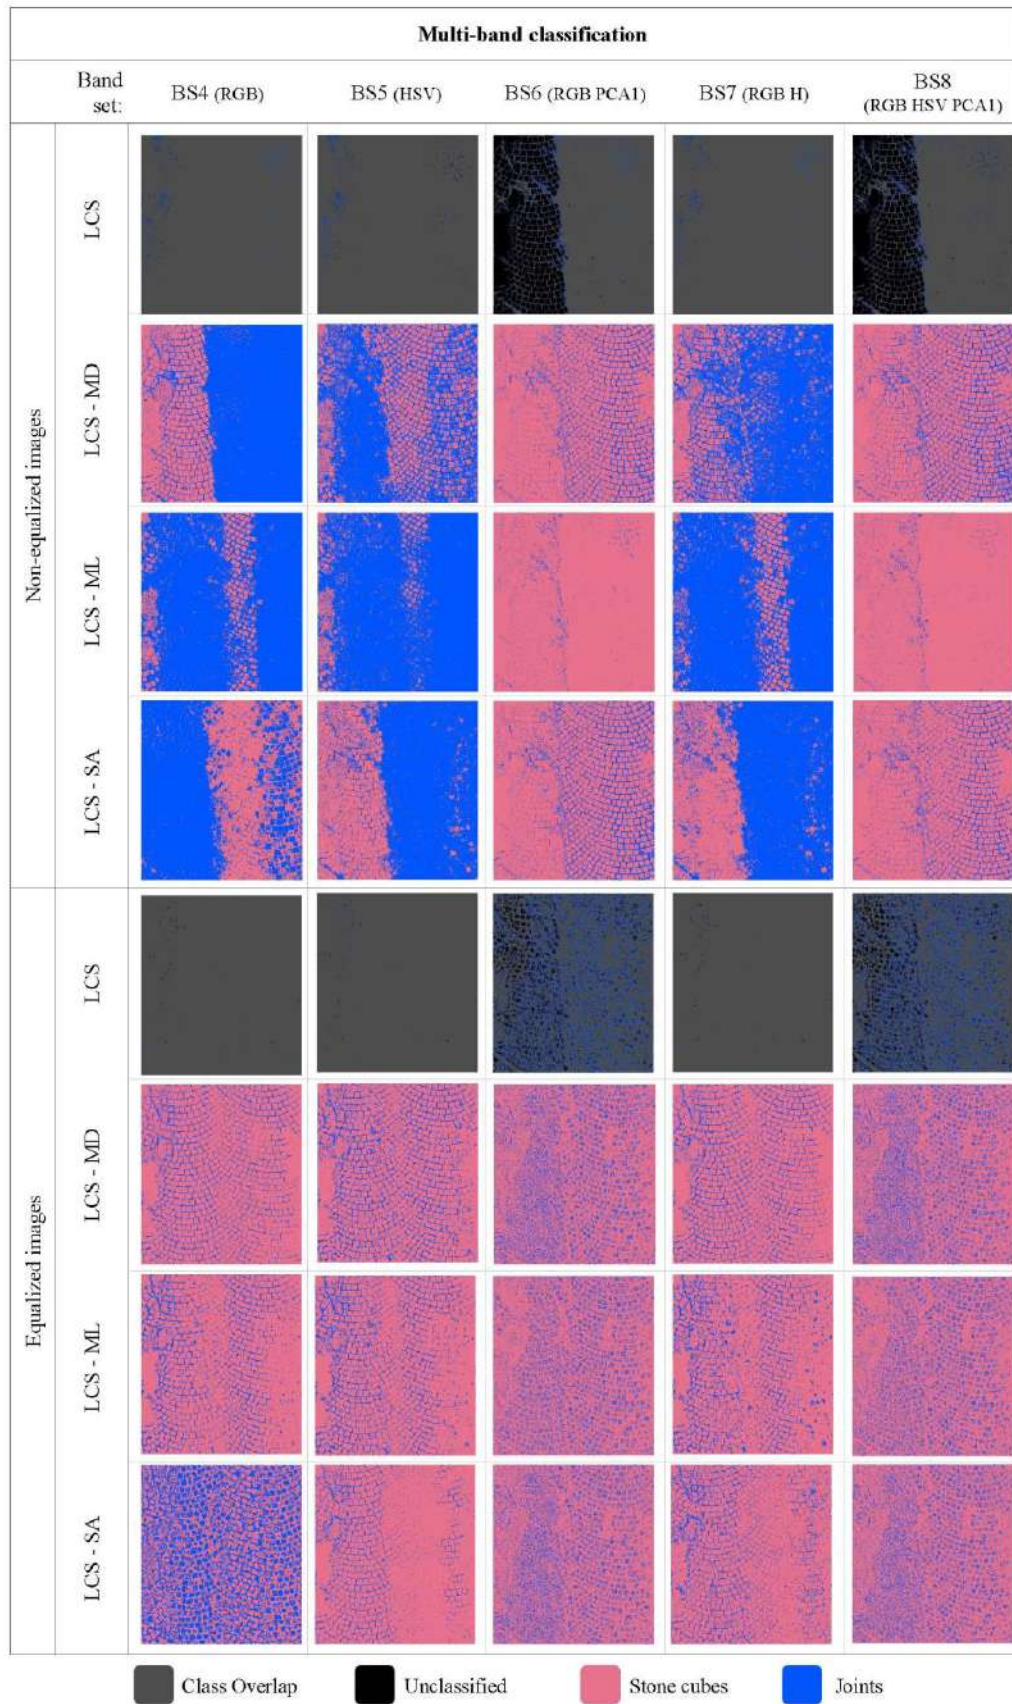 Multi-band classification
Band set:
BS4 (RGB)
BS5 (HSV)
BS6 (RGB PCA1)
BS7 (RGB H)
BS8
(RGB HSV PCA1)
Non-equalized images
LCS
LCS - MD
LCS - ML
LCS - SA
Equalized images
LCS
LCS - MD
LCS - ML
LCS - SA
Class Overlap
Unclassified
Stone cubes
Joints